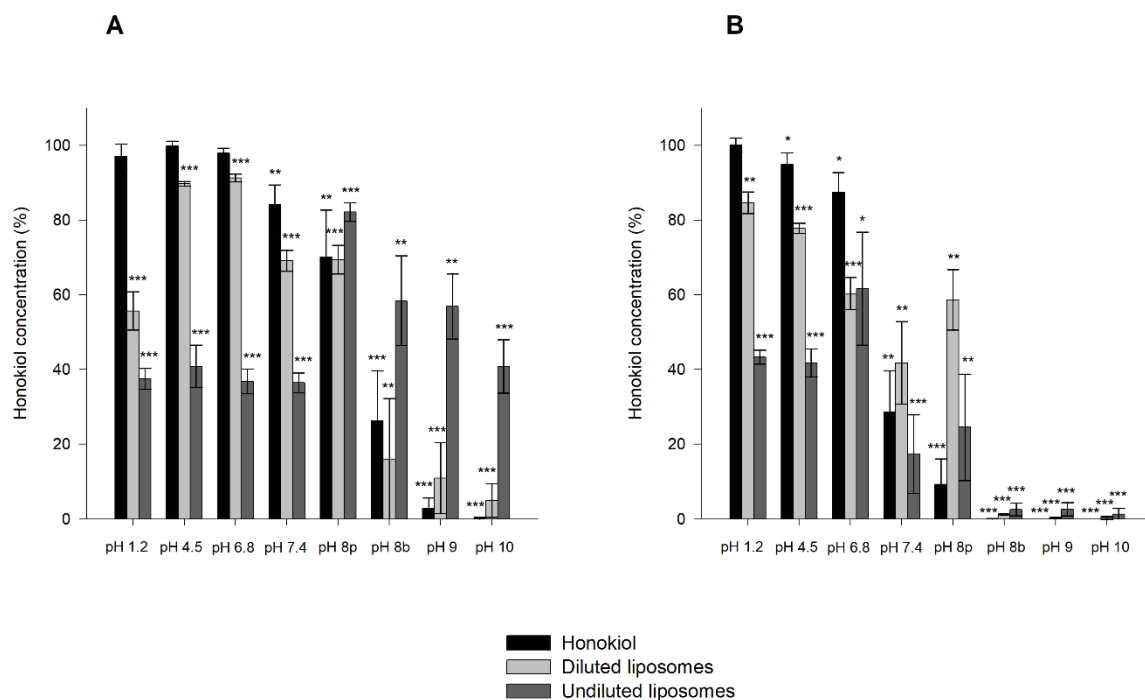 A
B
Honokiol concentration (%)
100
80
60
40
20
0
***
***
***
***
***
***
**
***
***
**
***
***
***
**
**
***
***
**
***
***
***
pH 1.2
pH 4.5
pH 6.8
pH 7.4
pH 8p
pH 8b
pH 9
pH 10
Honokiol concentration (%)
100
80
60
40
20
0
**
***
*
***
***
*
***
*
**
**
***
***
**
**
***
***
***
***
***
***
***
***
***
pH 1.2
pH 4.5
pH 6.8
pH 7.4
pH 8p
pH 8b
pH 9
pH 10
Honokiol
Diluted liposomes
Undiluted liposomes